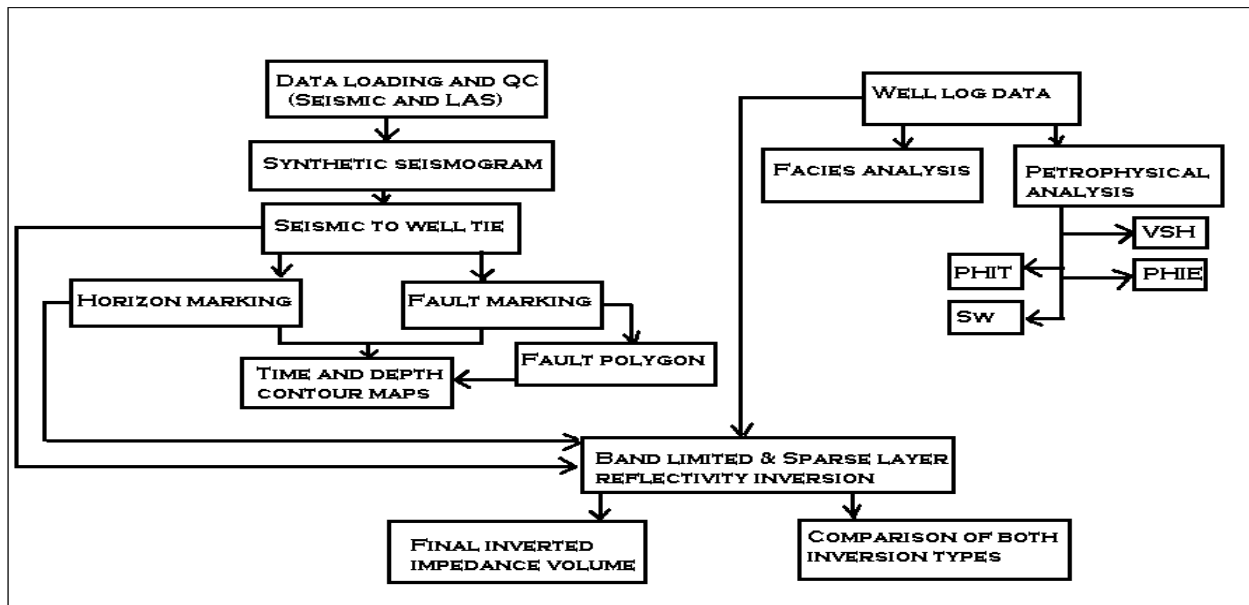 Data loading and QC
(Seismic and LAS)
Synthetic seismogram
Seismic to well tie
Horizon marking
Fault marking
Fault polygon
Time and depth
contour maps
Well log data
Facies analysis
Petrophysical
analysis
VSH
PHIT
PHIE
SW
Band limited & Sparse layer
reflectivity inversion
Final inverted
impedance volume
Comparison of both
inversion types